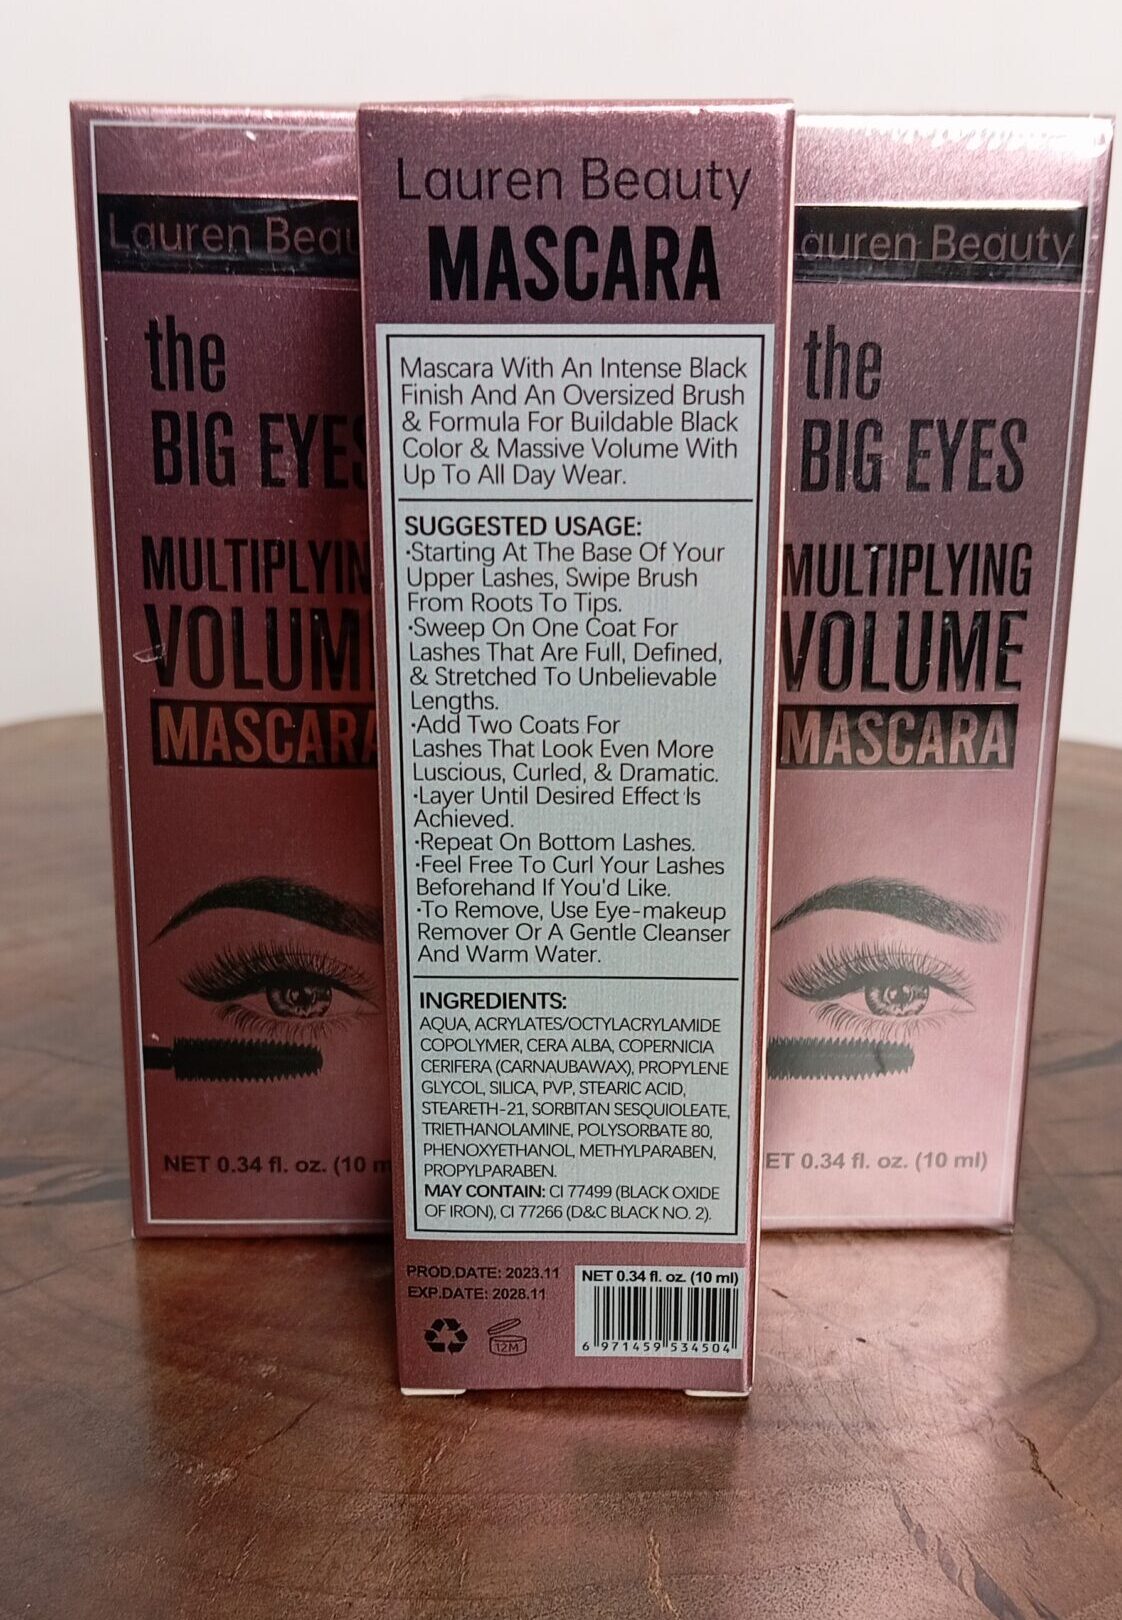 Lauren Beauty
the
BIG EYES
MULTIPLYIN
VOLUM
MASCARA
NET 0.34 fl. oz. (10 m
Lauren Beauty
MASCARA
Mascara With An Intense Black
Finish And An Oversized Brush
& Formula For Buildable Black
Color & Massive Volume With
Up To All Day Wear.
SUGGESTED USAGE:
·Starting At The Base Of Your
Upper Lashes, Swipe Brush
From Roots To Tips.
·Sweep On One Coat For
Lashes That Are Full, Defined,
& Stretched To Unbelievable
Lengths.
·Add Two Coats For
Lashes That Look Even More
Luscious, Curled, & Dramatic.
·Layer Until Desired Effect Is
Achieved.
·Repeat On Bottom Lashes.
·Feel Free To Curl Your Lashes
Beforehand If You'd Like.
·To Remove, Use Eye-makeup
Remover Or A Gentle Cleanser
And Warm Water.
INGREDIENTS:
AQUA, ACRYLATES/OCTYLACRYLAMIDE
COPOLYMER, CERA ALBA, COPERNICIA
CERIFERA (CARNAUBAWAX), PROPYLENE
GLYCOL, SILICA, PVP, STEARIC ACID,
STEARETH-21, SORBITAN SESQUIOLEATE,
TRIETHANOLAMINE, POLYSORBATE 80,
PHENOXYETHANOL, METHYLPARABEN,
PROPYLPARABEN.
MAY CONTAIN: CI 77499 (BLACK OXIDE
OF IRON), CI 77266 (D&C BLACK NO. 2).
PROD.DATE: 2023.11
EXP.DATE: 2028.11
12M
NET 0.34 fl. oz. (10 ml)
6 971459 534504
auren Beauty
the
BIG EYES
MULTIPLYING
VOLUME
MASCARA
ET 0.34 fl. oz. (10 ml)